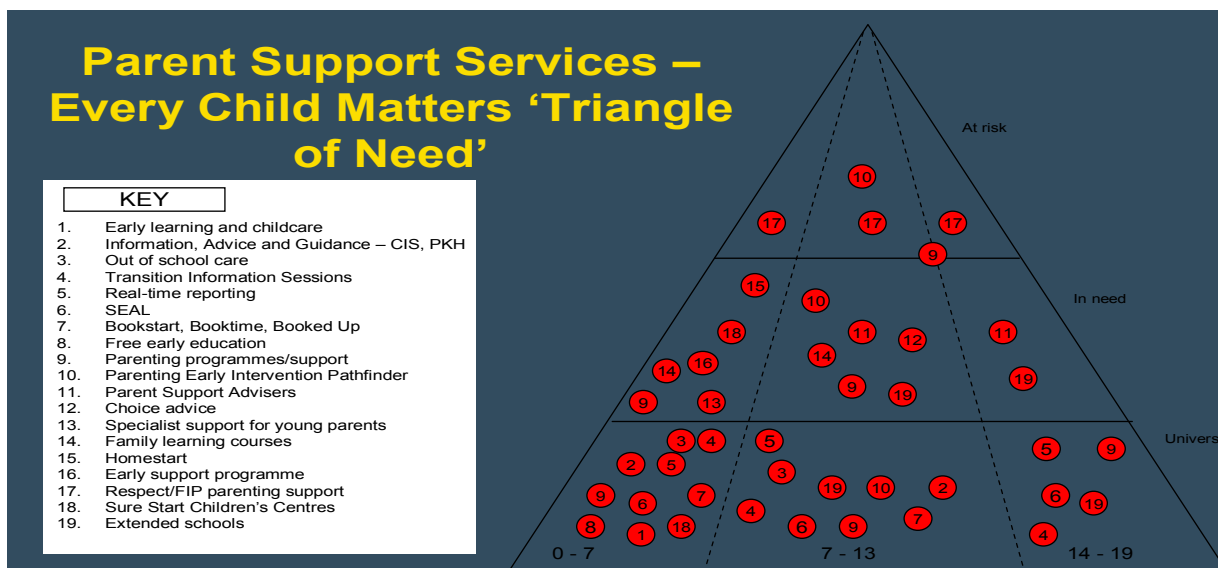 Parent Support Services –
Every Child Matters ‘Triangle
of Need’
KEY
1. Early learning and childcare
2. Information, Advice and Guidance – CIS, PKH
3. Out of school care
4. Transition Information Sessions
5. Real-time reporting
6. SEAL
7. Bookstart, Booktime, Booked Up
8. Free early education
9. Parenting programmes/support
10. Parenting Early Intervention Pathfinder
11. Parent Support Advisers
12. Choice advice
13. Specialist support for young parents
14. Family learning courses
15. Homestart
16. Early support programme
17. Respect/FIP parenting support
18. Sure Start Children’s Centres
19. Extended schools
At risk
10
17 17 17
9
In need
15 10
18 11 12 11
14 16 14
9 13 9 19 19
Univers
3 4 5 5 9
2 5 3
9 6 7 19 10 2 6 19
8 1 18 4 6 9 7 4
0 - 7 7 - 13 14 - 19